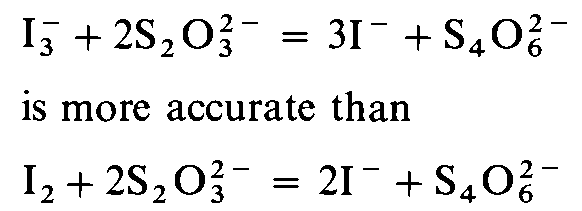 I₃⁻ + 2S₂O₃²⁻ = 3I⁻ + S₄O₆²⁻
is more accurate than
I₂ + 2S₂O₃²⁻ = 2I⁻ + S₄O₆²⁻